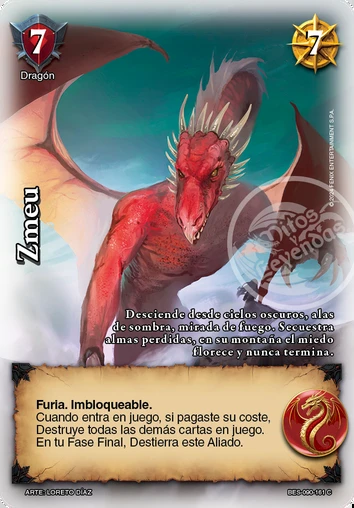 7
7
Dragón
© 2023 FENIX ENTERTAINMENT S.P.A.
Zmeu
Mitos
y
Leyendas
Desciende desde cielos oscuros, alas
de sombra, mirada de fuego. Secuestra
almas perdidas, en su montaña el miedo
florece y nunca termina.
Furia. Imbloqueable.
Cuando entra en juego, si pagaste su coste,
Destruye todas las demás cartas en juego.
En tu Fase Final, Destierra este Aliado.
ARTE: LORETO DÍAZ
BES-090-161 C